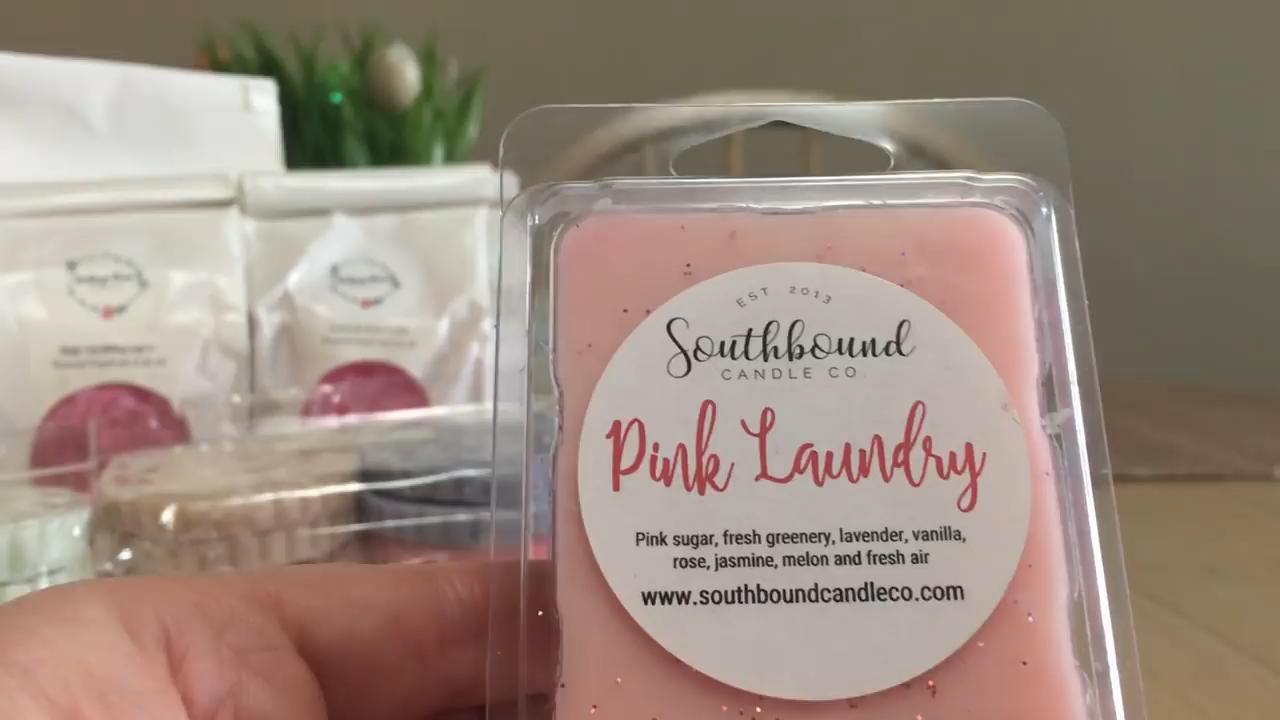 EST 2013
Southbound
CANDLE CO
Pink Laundry
Pink sugar, fresh greenery, lavender, vanilla,
rose, jasmine, melon and fresh air
www.southboundcandleco.com